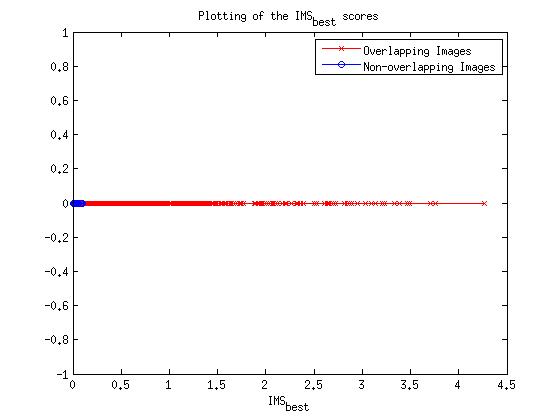 Plotting of the IMS_best scores
Overlapping Images
Non-overlapping Images
1
0.8
0.6
0.4
0.2
0
-0.2
-0.4
-0.6
-0.8
-1
0 0.5 1 1.5 2 2.5 3 3.5 4 4.5
IMS_best